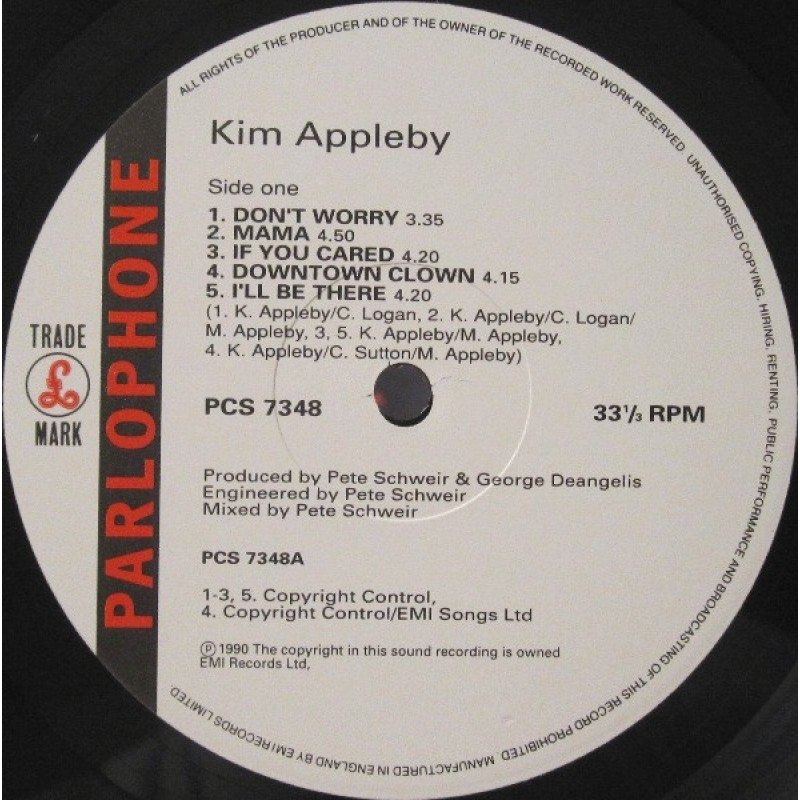 ALL RIGHTS OF THE PRODUCER AND OF THE OWNER OF THE RECORDED WORK RESERVED. UNAUTHORISED COPYING. HIRING. RENTING. PUBLIC PERFORMANCE AND BROADCASTING OF THIS RECORD PROHIBITED. MANUFACTURED IN ENGLAND BY EMI RECORDS LIMITED.
PARLOPHONE
TRADE
£
MARK
Kim Appleby
Side one
1. DON'T WORRY 3.35
2. MAMA 4.50
3. IF YOU CARED 4.20
4. DOWNTOWN CLOWN 4.15
5. I'LL BE THERE 4.20
(1. K. Appleby/C. Logan, 2. K. Appleby/C. Logan/
M. Appleby, 3, 5. K. Appleby/M. Appleby,
4. K. Appleby/C. Sutton/M. Appleby)
PCS 7348
33⅓ RPM
Produced by Pete Schweir & George Deangelis
Engineered by Pete Schweir
Mixed by Pete Schweir
PCS 7348A
1-3, 5. Copyright Control,
4. Copyright Control/EMI Songs Ltd
Ⓟ 1990 The copyright in this sound recording is owned
EMI Records Ltd,